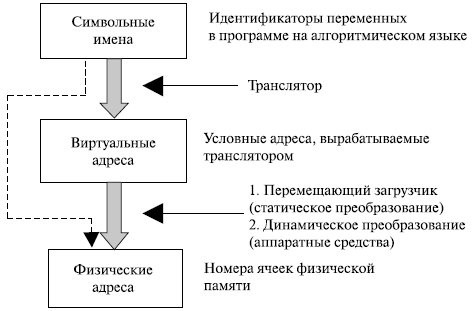 Символьные
имена
Идентификаторы переменных
в программе на алгоритмическом языке
Транслятор
Виртуальные
адреса
Условные адреса, вырабатываемые
транслятором
1. Перемещающий загрузчик
(статическое преобразование)
2. Динамическое преобразование
(аппаратные средства)
Физические
адреса
Номера ячеек физической
памяти